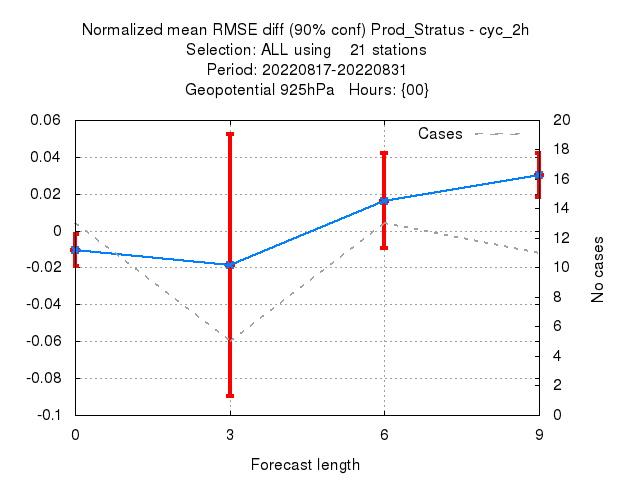 Normalized mean RMSE diff (90% conf) Prod_Stratus - cyc_2h
Selection: ALL using    21 stations
Period: 20220817-20220831
Geopotential 925hPa   Hours: {00}
Cases
0.06
0.04
0.02
0
-0.02
-0.04
-0.06
-0.08
-0.1
20
18
16
14
12
10
8
6
4
2
0
No cases
0 3 6 9
Forecast length